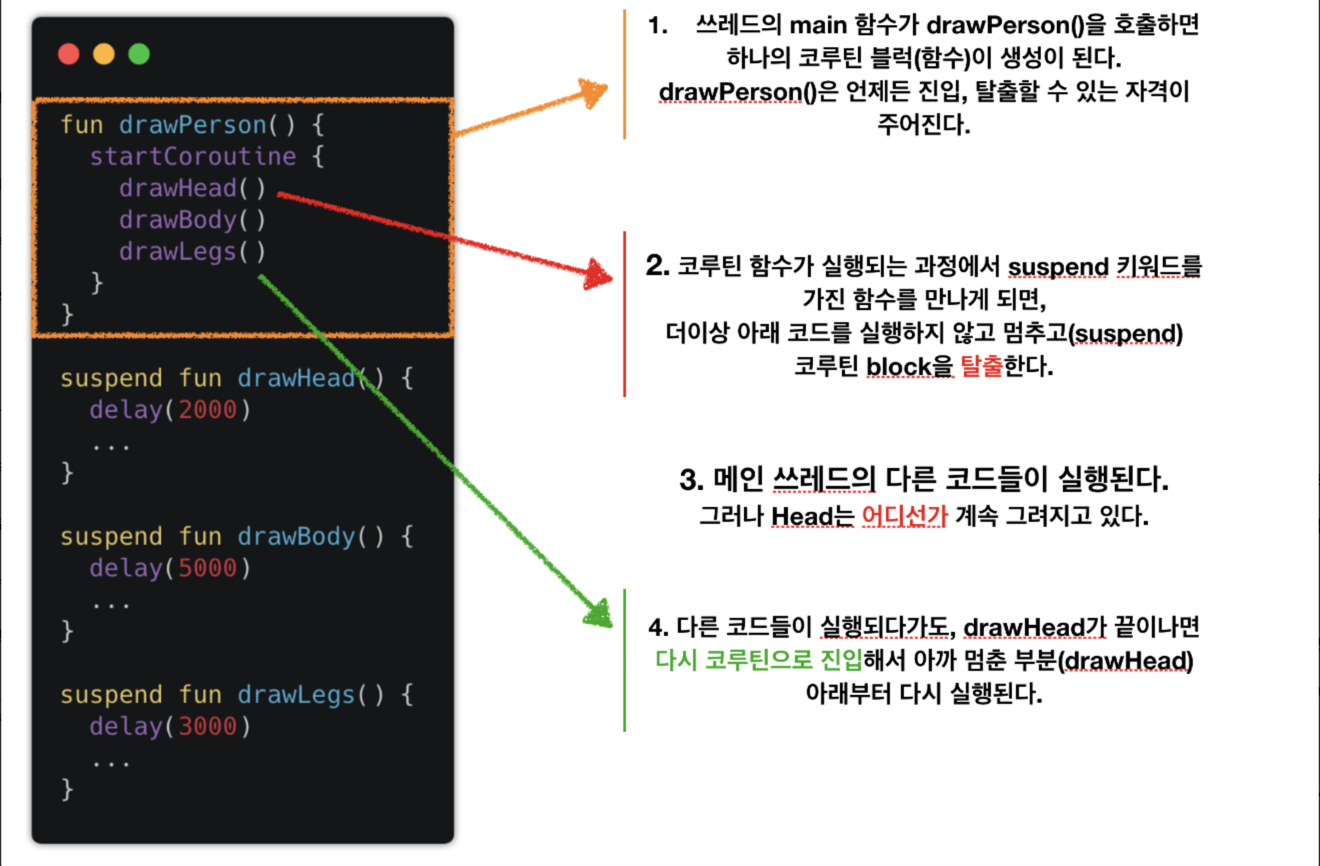 fun drawPerson() {
startCoroutine {
drawHead()
drawBody()
drawLegs()
}
}
suspend fun drawHead() {
delay(2000)
...
}
suspend fun drawBody() {
delay(5000)
...
}
suspend fun drawLegs() {
delay(3000)
...
}
1. 쓰레드의 main 함수가 drawPerson()을 호출하면
하나의 코루틴 블럭(함수)이 생성이 된다.
drawPerson()은 언제든 진입, 탈출할 수 있는 자격이
주어진다.
2. 코루틴 함수가 실행되는 과정에서 suspend 키워드를
가진 함수를 만나게 되면,
더이상 아래 코드를 실행하지 않고 멈추고(suspend)
코루틴 block을 탈출한다.
3. 메인 쓰레드의 다른 코드들이 실행된다.
그러나 Head는 어디선가 계속 그려지고 있다.
4. 다른 코드들이 실행되다가도, drawHead가 끝이나면
다시 코루틴으로 진입해서 아까 멈춘 부분(drawHead)
아래부터 다시 실행된다.